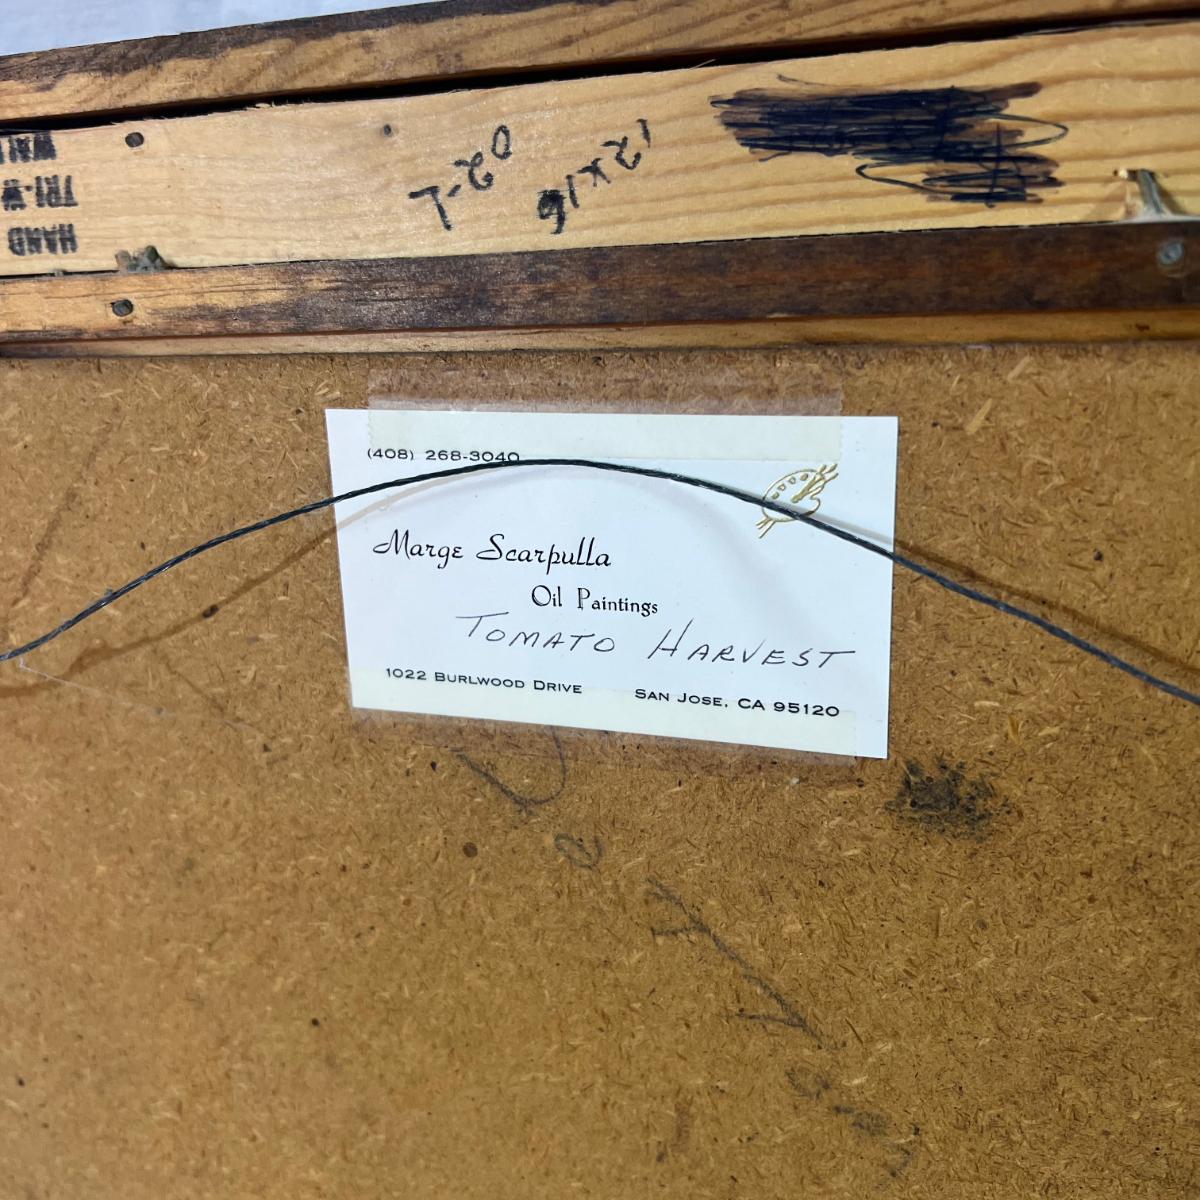 WALL
TRI-W
HAND
02-L
12x16
(408) 268-3040
Marge Scarpulla
Oil Paintings
TOMATO HARVEST
1022 BURLWOOD DRIVE SAN JOSE, CA 95120